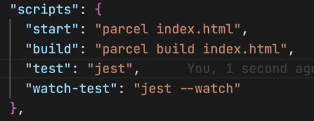 "scripts": {
"start": "parcel index.html",
"build": "parcel build index.html",
"test": "jest", You, 1 second ago
"watch-test": "jest --watch"
},